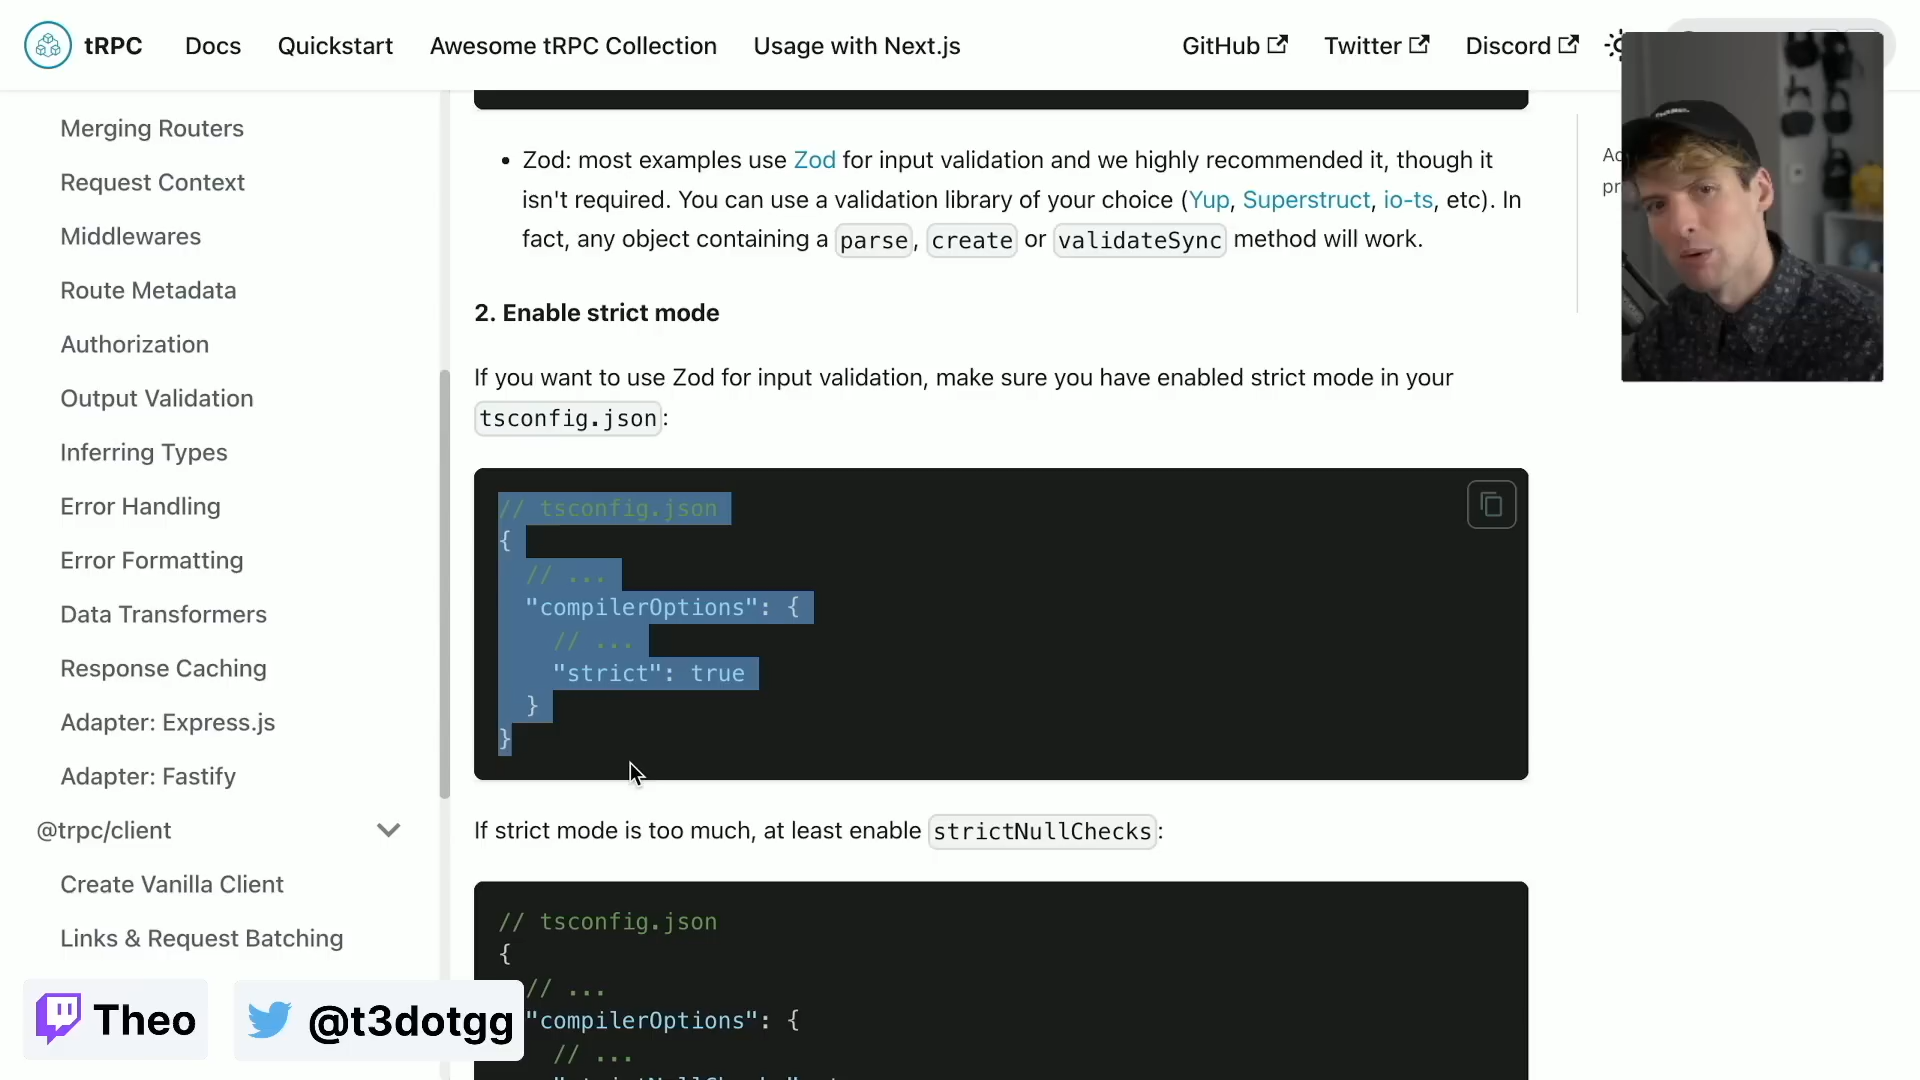 tRPC Docs Quickstart Awesome tRPC Collection Usage with Next.js GitHub Twitter Discord
Merging Routers
Request Context
Middlewares
Route Metadata
Authorization
Output Validation
Inferring Types
Error Handling
Error Formatting
Data Transformers
Response Caching
Adapter: Express.js
Adapter: Fastify
@trpc/client
Create Vanilla Client
Links & Request Batching
• Zod: most examples use Zod for input validation and we highly recommended it, though it
isn't required. You can use a validation library of your choice (Yup, Superstruct, io-ts, etc). In
fact, any object containing a parse, create or validateSync method will work.
2. Enable strict mode
If you want to use Zod for input validation, make sure you have enabled strict mode in your
tsconfig.json:
// tsconfig.json
{
// ...
"compilerOptions": {
// ...
"strict": true
}
}
If strict mode is too much, at least enable strictNullChecks:
// tsconfig.json
{
// ...
"compilerOptions": {
// ...
Theo
@t3dotgg